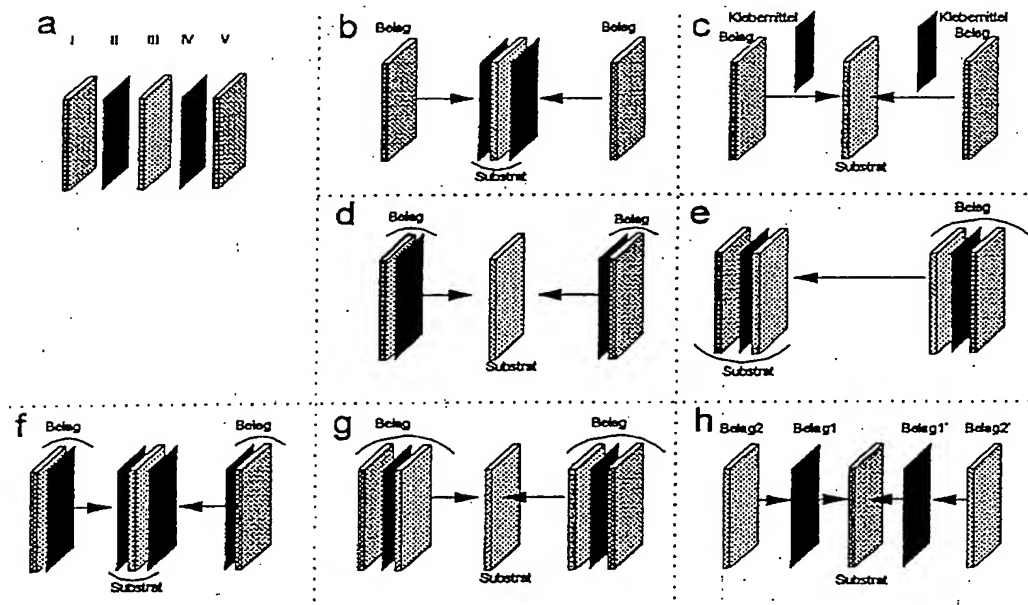 a
I II III IV V
b
Belag Belag
Substrat
c
Klebemittel Klebemittel
Belag Belag
Substrat
d
Belag Belag
Substrat
e
Belag
Substrat
f
Belag Belag
Substrat
g
Belag Belag
Substrat
h
Belag2 Belag1 Belag1' Belag2'
Substrat